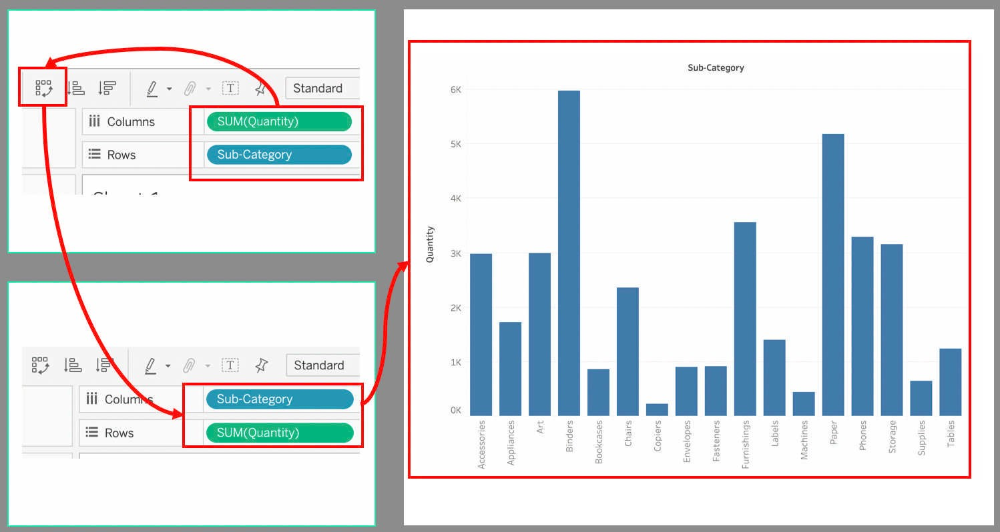 T Standard
Columns SUM(Quantity)
Rows Sub-Category
T Standard
Columns Sub-Category
Rows SUM(Quantity)
Sub-Category
Quantity
6K
5K
4K
3K
2K
1K
0K
Accessories
Appliances
Art
Binders
Bookcases
Chairs
Copiers
Envelopes
Fasteners
Furnishings
Labels
Machines
Paper
Phones
Storage
Supplies
Tables